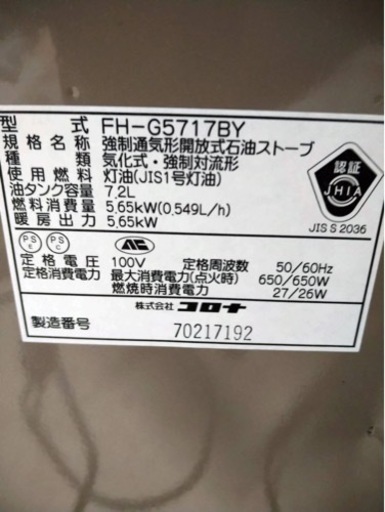 型式 FH-G5717BY
規格名称 強制通気形開放式石油ストーブ
種類 気化式・強制対流形
使用燃料 灯油(JIS1号灯油)
油タンク容量 7.2L
燃料消費量 5.65kW(0.549L/h)
暖房出力 5.65kW
認証
JHIA
JIS S 2036
PS E
PS C
定格電圧 100V 定格周波数 50/60Hz
定格消費電力 最大消費電力(点火時) 650/650W
燃焼時消費電力 27/26W
株式会社 コロナ
製造番号 70217192